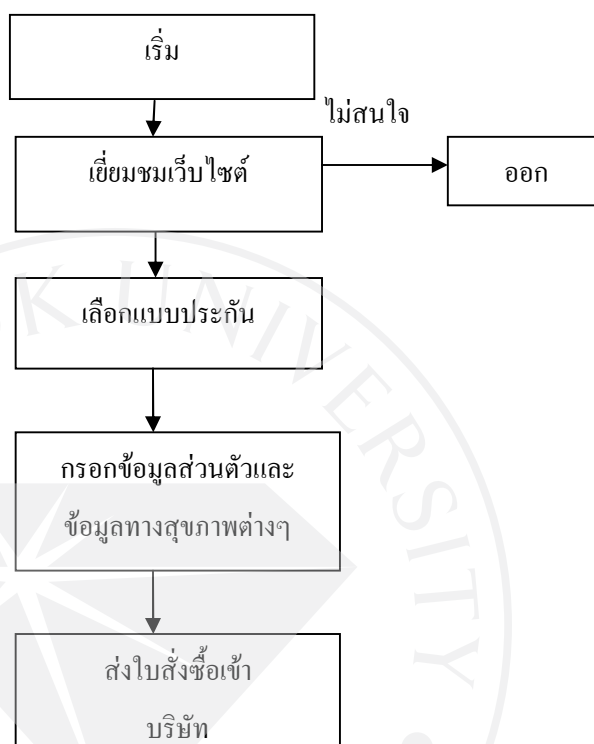 เริ่ม
ไม่สนใจ
เยี่ยมชมเว็บไซต์
ออก
เลือกแบบประกัน
กรอกข้อมูลส่วนตัวและ
ข้อมูลทางสุขภาพต่างๆ
ส่งใบสั่งซื้อเข้า
บริษัท
K UNIVERSITY